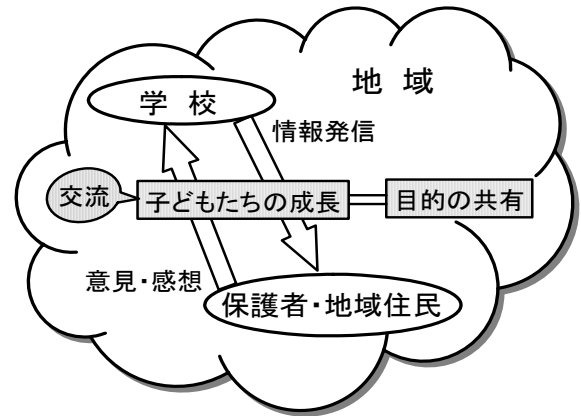 地 域
学 校
情報発信
交流
子どもたちの成長
目的の共有
意見・感想
保護者・地域住民